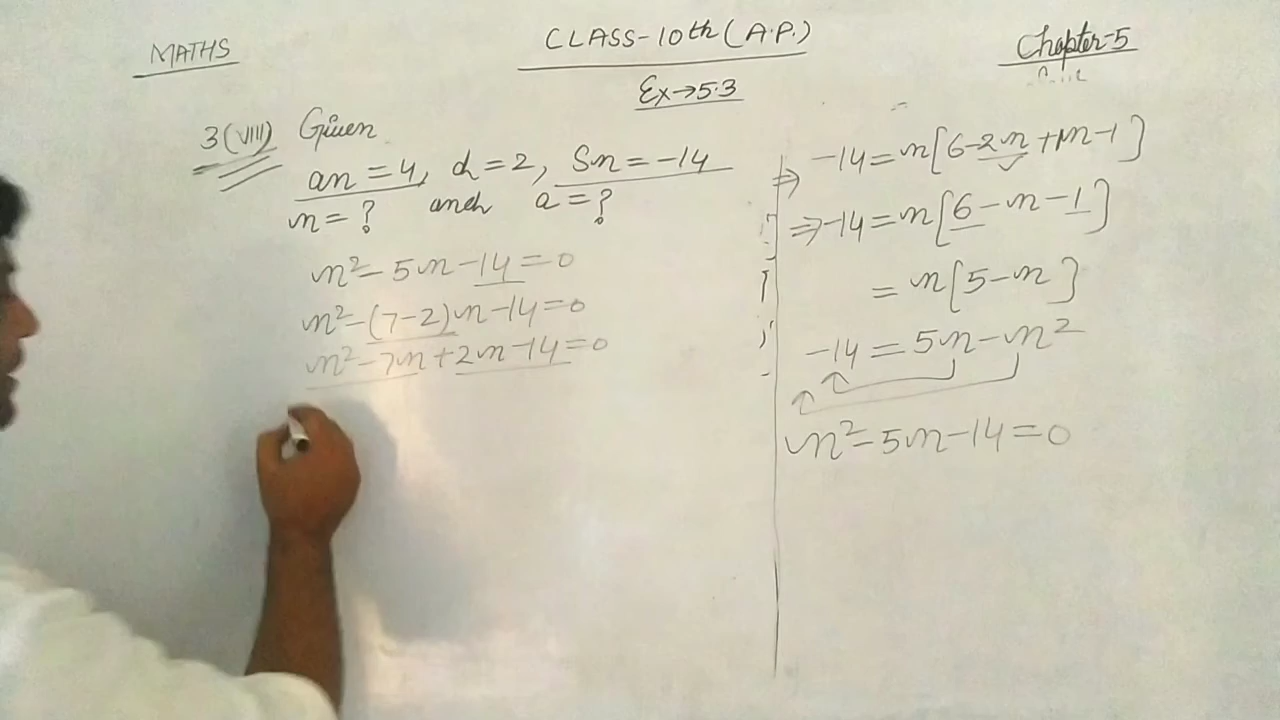 MATHS
CLASS-10th (A.P.)
Chapter-5
Ex→5.3
3(VIII) Given
an = 4, d = 2, Sn = -14
n = ? and a = ?
n² - 5n - 14 = 0
n² - (7-2)n - 14 = 0
n² - 7n + 2n - 14 = 0
⇒ -14 = n[6 - 2n + n - 1]
⇒ -14 = n[6 - n - 1]
= n[5 - n]
-14 = 5n - n²
n² - 5n - 14 = 0